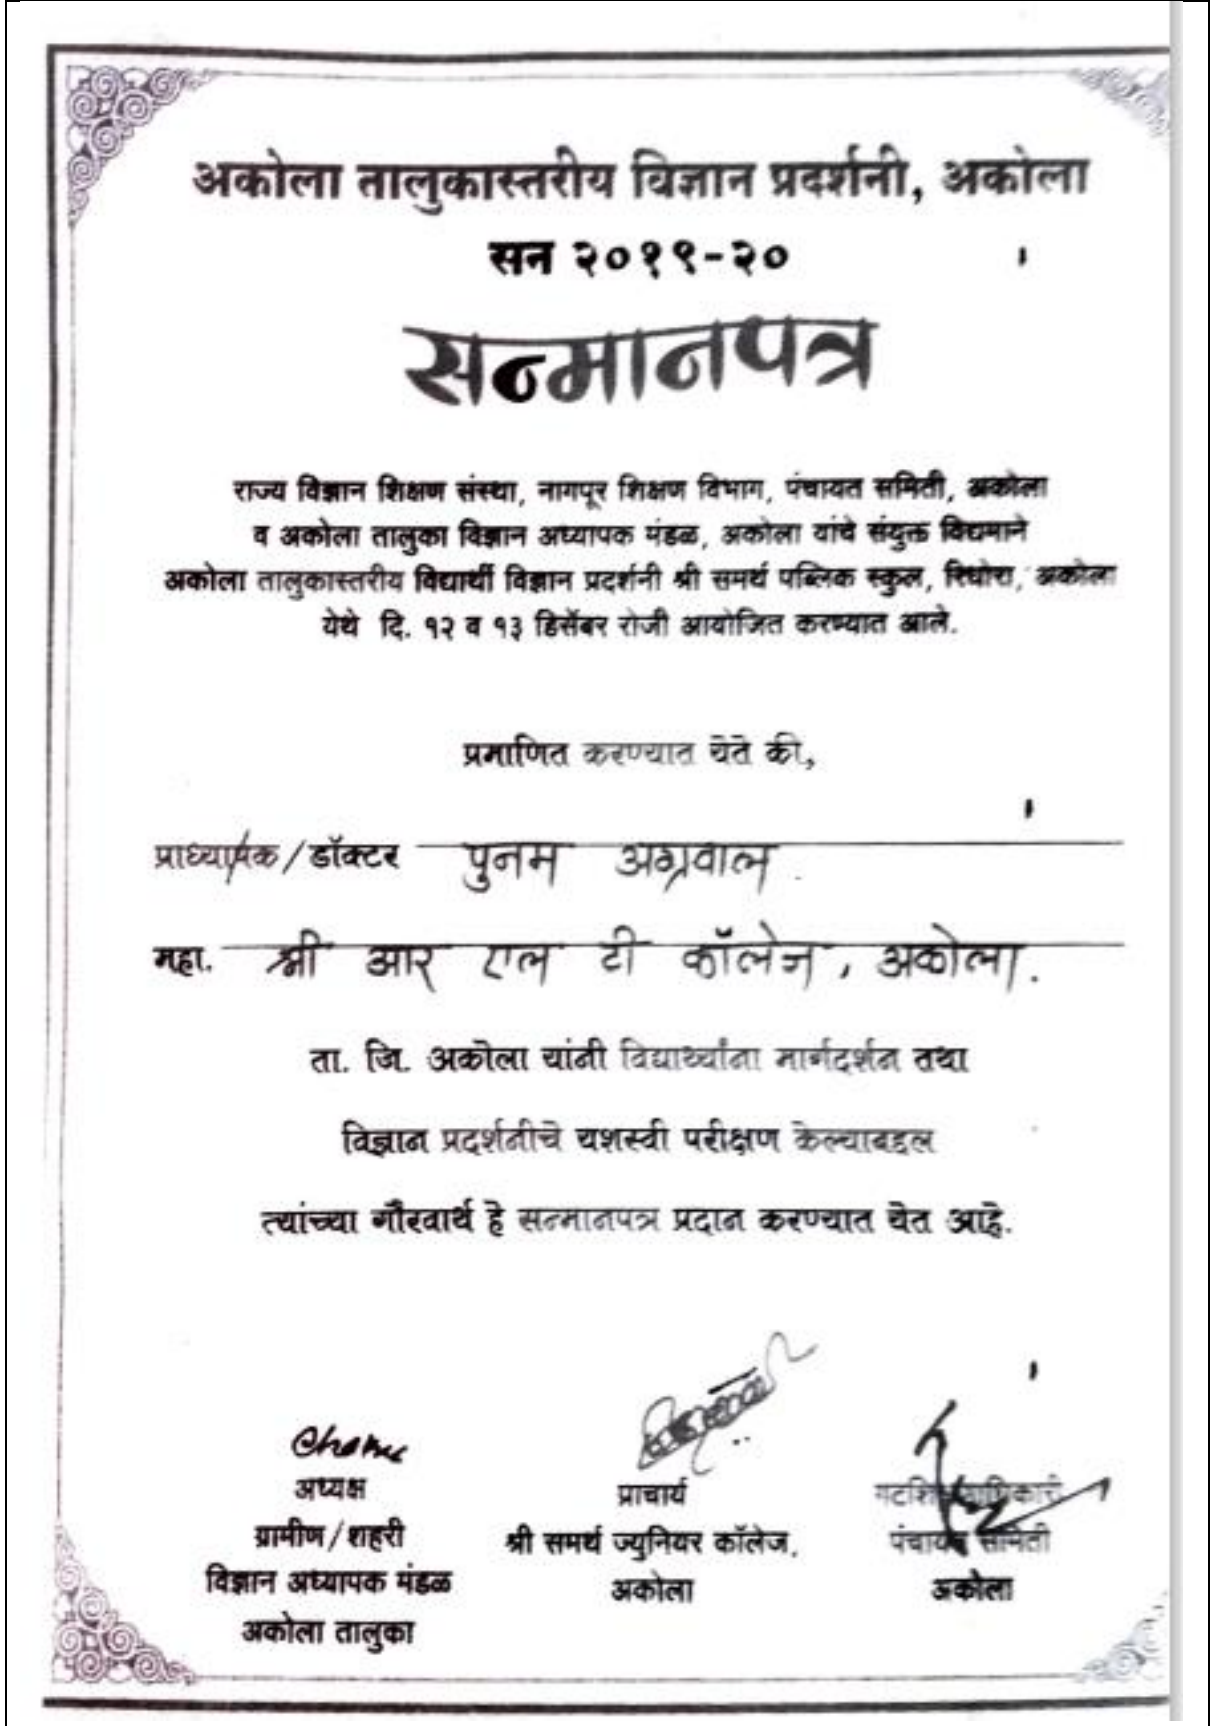 अकोला तालुकास्तरीय विज्ञान प्रदर्शनी, अकोला
सन २०१९-२०
सन्मानपत्र
राज्य विज्ञान शिक्षण संस्था, नागपूर शिक्षण विभाग, पंचायत समिती, अकोला
व अकोला तालुका विज्ञान अध्यापक मंडळ, अकोला यांचे संयुक्त विद्यमाने
अकोला तालुकास्तरीय विद्यार्थी विज्ञान प्रदर्शनी श्री समर्थ पब्लिक स्कुल, रिधोरा, अकोला
येथे दि. १२ व १३ डिसेंबर रोजी आयोजित करण्यात आले.
प्रमाणित करण्यात येते की,
प्राध्यापक/डॉक्टर पुनम अग्रवाल.
महा. श्री आर एल टी कॉलेज, अकोला.
ता. जि. अकोला यांनी विद्यार्थ्यांना मार्गदर्शन तथा
विज्ञान प्रदर्शनीचे यशस्वी परीक्षण केल्याबद्दल
त्यांच्या गौरवार्थ हे सन्मानपत्र प्रदान करण्यात येत आहे.
अध्यक्ष
ग्रामीण/शहरी
विज्ञान अध्यापक मंडळ
अकोला तालुका
प्राचार्य
श्री समर्थ ज्युनियर कॉलेज,
अकोला
गटशिक्षणाधिकारी
पंचायत समिती
अकोला